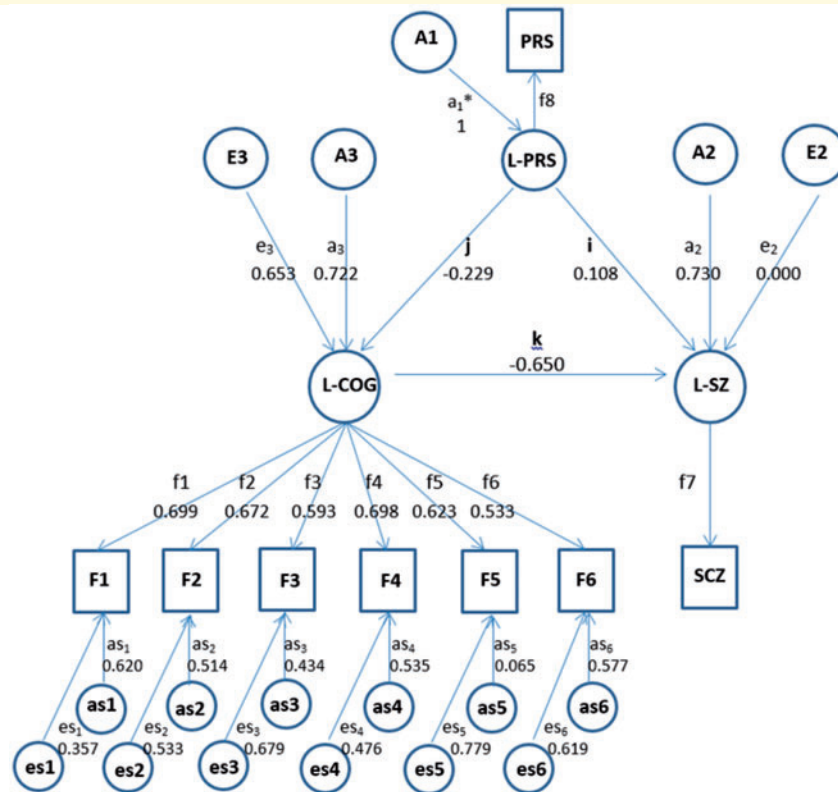 A1 PRS
a₁* f8
1
E3 A3 L-PRS A2 E2
e₃ a₃ j i a₂ e₂
0.653 0.722 -0.229 0.108 0.730 0.000
k
-0.650
L-COG L-SZ
f1 f2 f3 f4 f5 f6 f7
0.699 0.672 0.593 0.698 0.623 0.533
F1 F2 F3 F4 F5 F6 SCZ
as₁ as₂ as₃ as₄ as₅ as₆
0.620 0.514 0.434 0.535 0.065 0.577
as1 as2 as3 as4 as5 as6
es₁ es₂ es₃ es₄ es₅ es₆
0.357 0.533 0.679 0.476 0.779 0.619
es1 es2 es3 es4 es5 es6